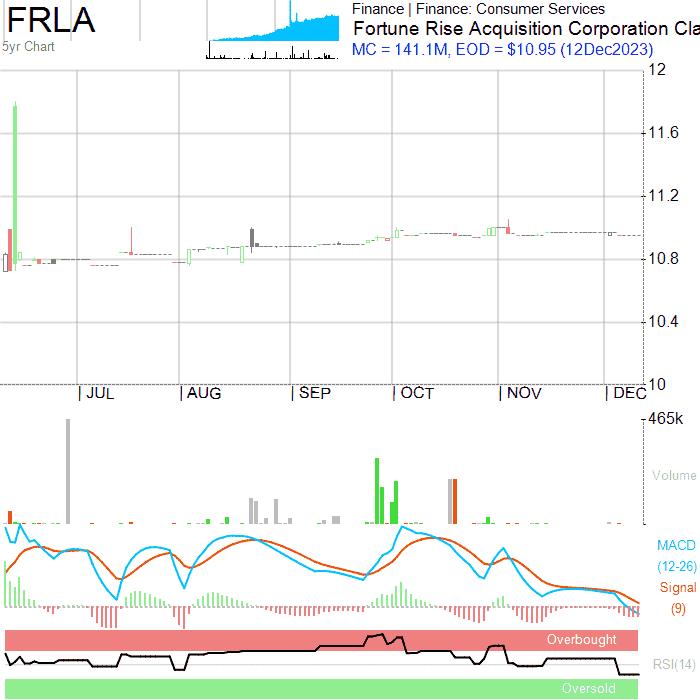 FRLA
5yr Chart
Finance | Finance: Consumer Services
Fortune Rise Acquisition Corporation Cla
MC = 141.1M, EOD = $10.95 (12Dec2023)
12
11.6
11.2
10.8
10.4
10
| JUL | AUG | SEP | OCT | NOV | DEC
465k
Volume
MACD
(12-26)
Signal
(9)
Overbought
RSI(14)
Oversold